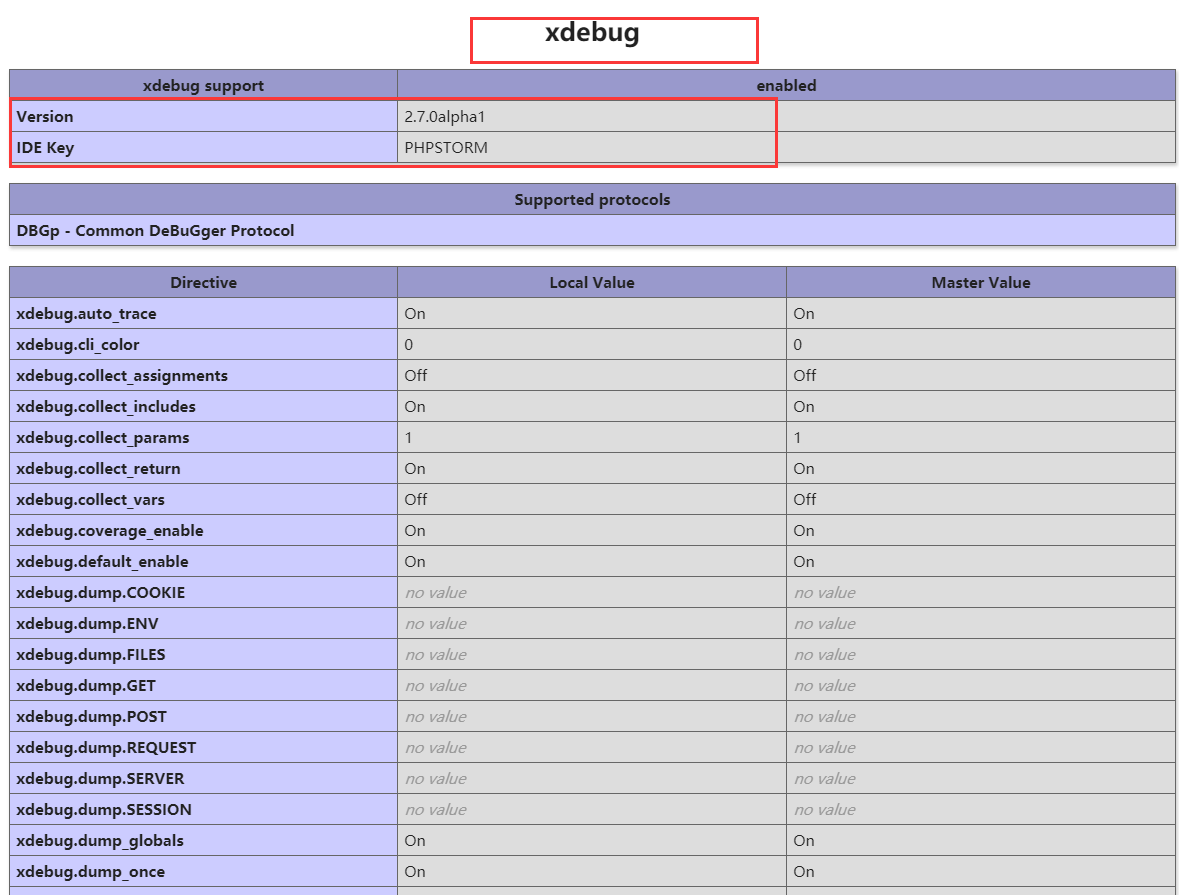 xdebug
xdebug support enabled
Version 2.7.0alpha1
IDE Key PHPSTORM
Supported protocols
DBGp - Common DeBuGger Protocol
Directive Local Value Master Value
xdebug.auto_trace On On
xdebug.cli_color 0 0
xdebug.collect_assignments Off Off
xdebug.collect_includes On On
xdebug.collect_params 1 1
xdebug.collect_return On On
xdebug.collect_vars Off Off
xdebug.coverage_enable On On
xdebug.default_enable On On
xdebug.dump.COOKIE no value no value
xdebug.dump.ENV no value no value
xdebug.dump.FILES no value no value
xdebug.dump.GET no value no value
xdebug.dump.POST no value no value
xdebug.dump.REQUEST no value no value
xdebug.dump.SERVER no value no value
xdebug.dump.SESSION no value no value
xdebug.dump_globals On On
xdebug.dump_once On On